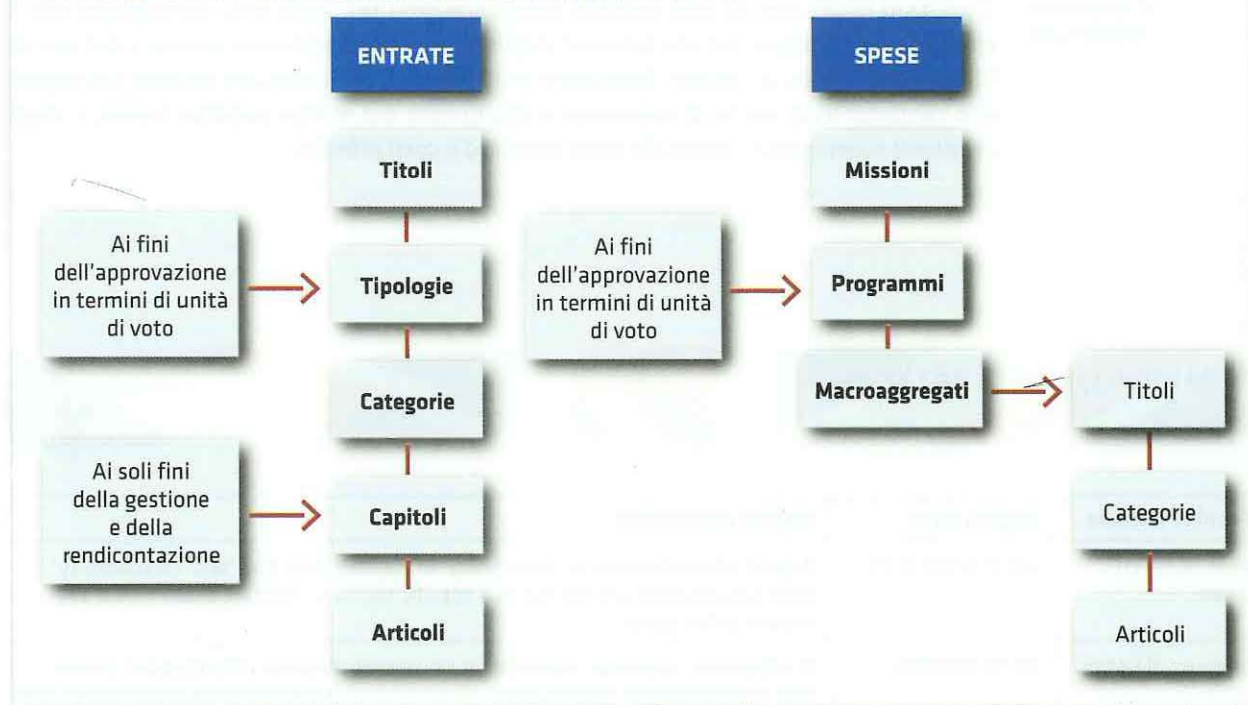 ENTRATE
SPESE
Titoli
Missioni
Ai fini
dell'approvazione
in termini di unità
di voto
Tipologie
Ai fini
dell'approvazione
in termini di unità
di voto
Programmi
Categorie
Macroaggregati
Titoli
Ai soli fini
della gestione
e della
rendicontazione
Capitoli
Categorie
Articoli
Articoli